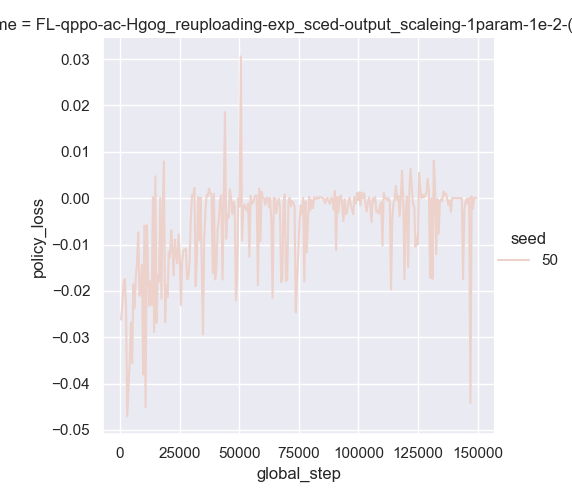 me = FL-qppo-ac-Hgog_reuploading-exp_sced-output_scaleing-1param-1e-2-(
0.03
0.02
0.01
0.00
−0.01
−0.02
−0.03
−0.04
−0.05
policy_loss
0 25000 50000 75000 100000 125000 150000
global_step
seed
50